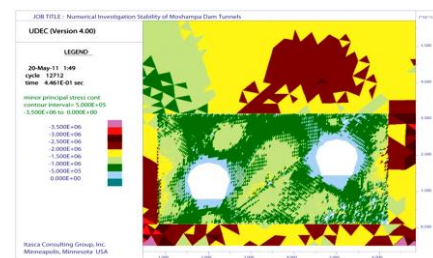 JOB TITLE : Numerical Investigation Stability of Moshampa Dam Tunnels
UDEC (Version 4.00)
LEGEND
20-May-11 1:49
cycle 12712
time 4.461E-01 sec
minor principal stress cont
contour interval= 5.000E+05
-3.500E+06 to 0.000E+00
-3.500E+06
-3.000E+06
-2.500E+06
-2.000E+06
-1.500E+06
-1.000E+06
-5.000E+05
0.000E+00
Itasca Consulting Group, Inc.
Minneapolis, Minnesota USA